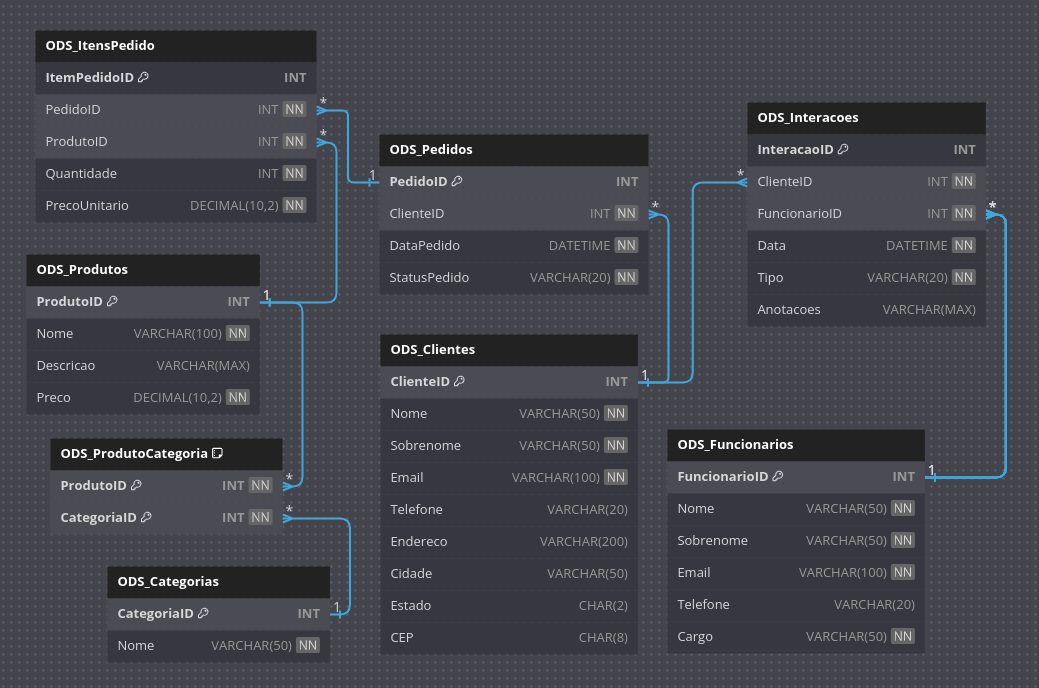 ODS_ItensPedido
ItemPedidoID INT
PedidoID INT NN
ProdutoID INT NN
Quantidade INT NN
PrecoUnitario DECIMAL(10,2) NN
*
*
ODS_Produtos
ProdutoID INT
Nome VARCHAR(100) NN
Descricao VARCHAR(MAX)
Preco DECIMAL(10,2) NN
1
ODS_ProdutoCategoria
ProdutoID INT NN
CategoriaID INT NN
*
*
ODS_Categorias
CategoriaID INT
Nome VARCHAR(50) NN
1
ODS_Pedidos
PedidoID INT
ClienteID INT NN
DataPedido DATETIME NN
StatusPedido VARCHAR(20) NN
1
*
ODS_Clientes
ClienteID INT
Nome VARCHAR(50) NN
Sobrenome VARCHAR(50) NN
Email VARCHAR(100) NN
Telefone VARCHAR(20)
Endereco VARCHAR(200)
Cidade VARCHAR(50)
Estado CHAR(2)
CEP CHAR(8)
1
ODS_Interacoes
InteracaoID INT
ClienteID INT NN
FuncionarioID INT NN
Data DATETIME NN
Tipo VARCHAR(20) NN
Anotacoes VARCHAR(MAX)
*
*
ODS_Funcionarios
FuncionarioID INT
Nome VARCHAR(50) NN
Sobrenome VARCHAR(50) NN
Email VARCHAR(100) NN
Telefone VARCHAR(20)
Cargo VARCHAR(50) NN
1